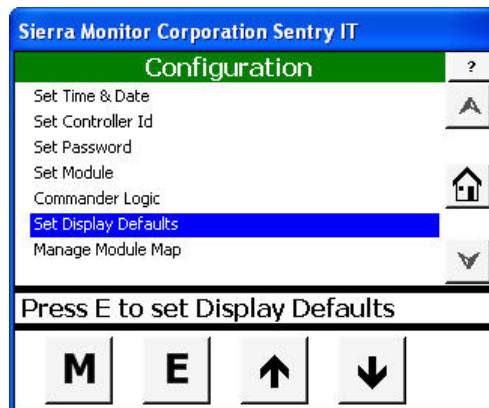 Sierra Monitor Corporation Sentry IT
Configuration
?
Set Time & Date
Set Controller Id
Set Password
Set Module
Commander Logic
Set Display Defaults
Manage Module Map
Press E to set Display Defaults
M E